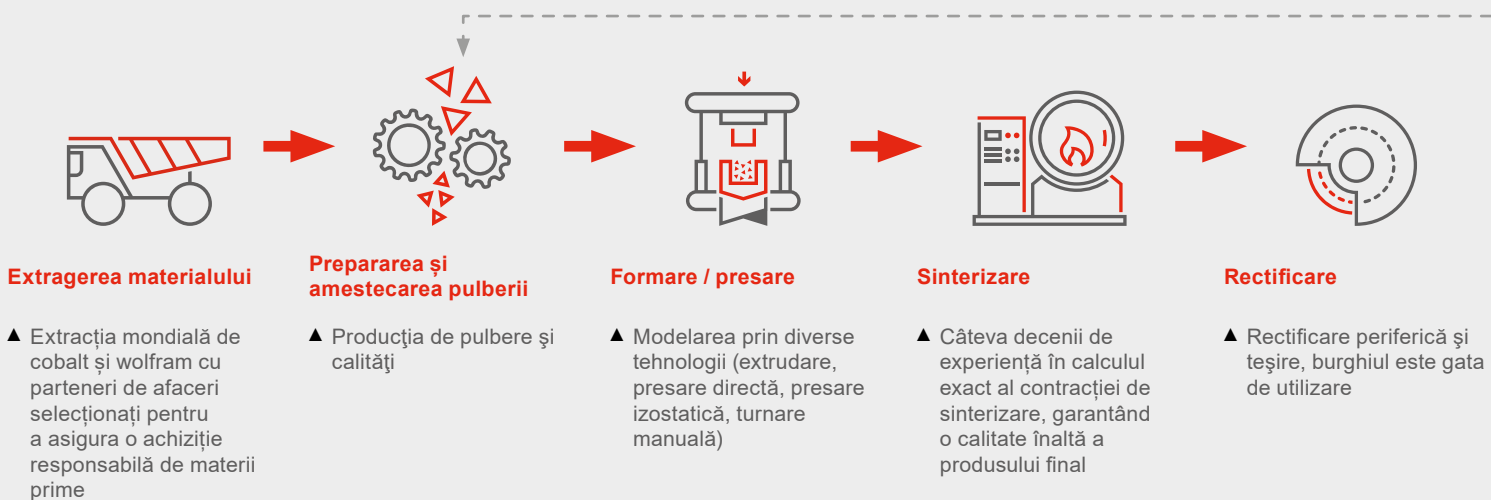 Extragerea materialului
Extracția mondială de
cobalt și wolfram cu
parteneri de afaceri
selecționați pentru
a asigura o achiziție
responsabilă de materii
prime
Prepararea și
amestecarea pulberii
Producţia de pulbere şi
calităţi
Formare / presare
Modelarea prin diverse
tehnologii (extrudare,
presare directă, presare
izostatică, turnare
manuală)
Sinterizare
Câteva decenii de
experiență în calculul
exact al contracției de
sinterizare, garantând
o calitate înaltă a
produsului final
Rectificare
Rectificare periferică şi
teşire, burghiul este gata
de utilizare